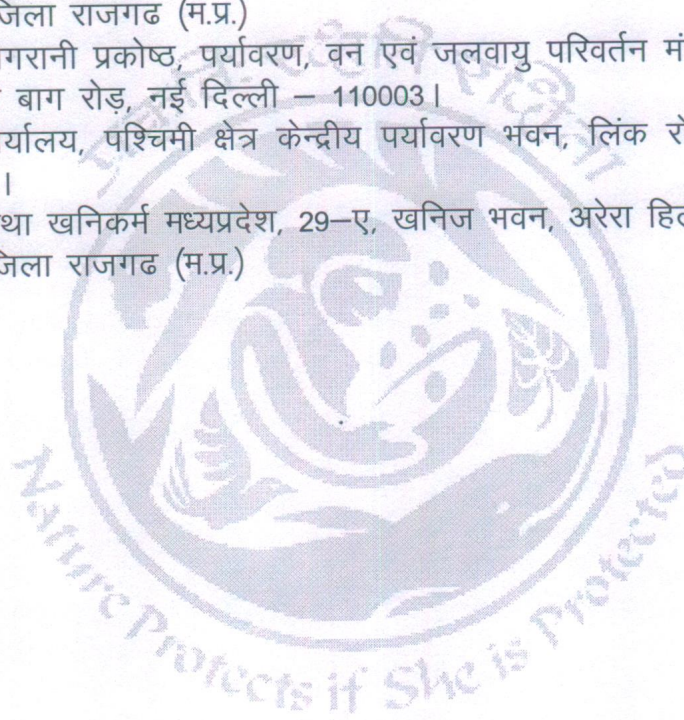 जिला राजगढ (म.प्र.)
गरानी प्रकोष्ठ, पर्यावरण, वन एवं जलवायु परिवर्तन मं
बाग रोड़, नई दिल्ली – 110003।
र्यालय, पश्चिमी क्षेत्र केन्द्रीय पर्यावरण भवन, लिंक रो
।
था खनिकर्म मध्यप्रदेश, 29–ए, खनिज भवन, अरेरा हिल
जिला राजगढ (म.प्र.)
Nature Protects if She is Protected